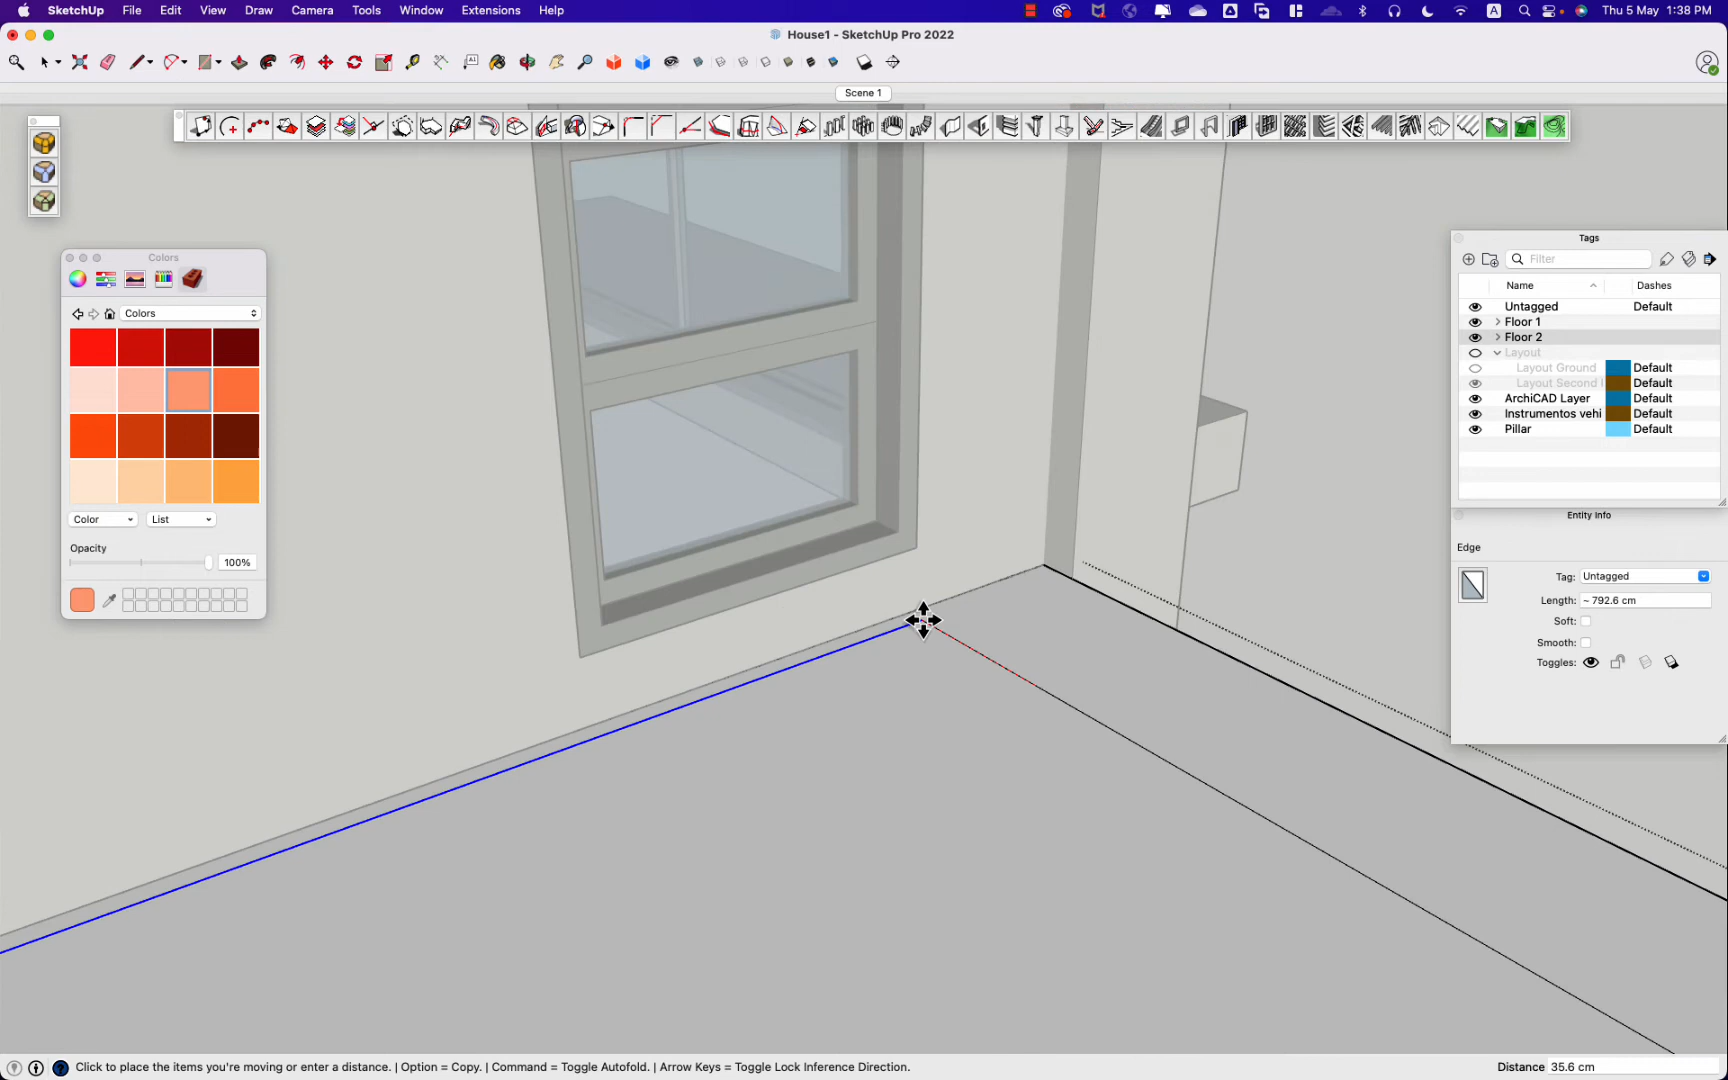 SketchUp File Edit View Draw Camera Tools Window Extensions Help A Thu 5 May 1:38 PM
House1 - SketchUp Pro 2022
Scene 1
Colors
Colors
Color List
Opacity
100%
Tags
Filter
Name Dashes
Untagged Default
Floor 1
Floor 2
Layout
Layout Ground Default
Layout Second Default
ArchiCAD Layer Default
Instrumentos vehi Default
Pillar Default
Entity Info
Edge
Tag: Untagged
Length: ~ 792.6 cm
Soft:
Smooth:
Toggles:
Click to place the items you're moving or enter a distance. | Option = Copy. | Command = Toggle Autofold. | Arrow Keys = Toggle Lock Inference Direction. Distance 35.6 cm